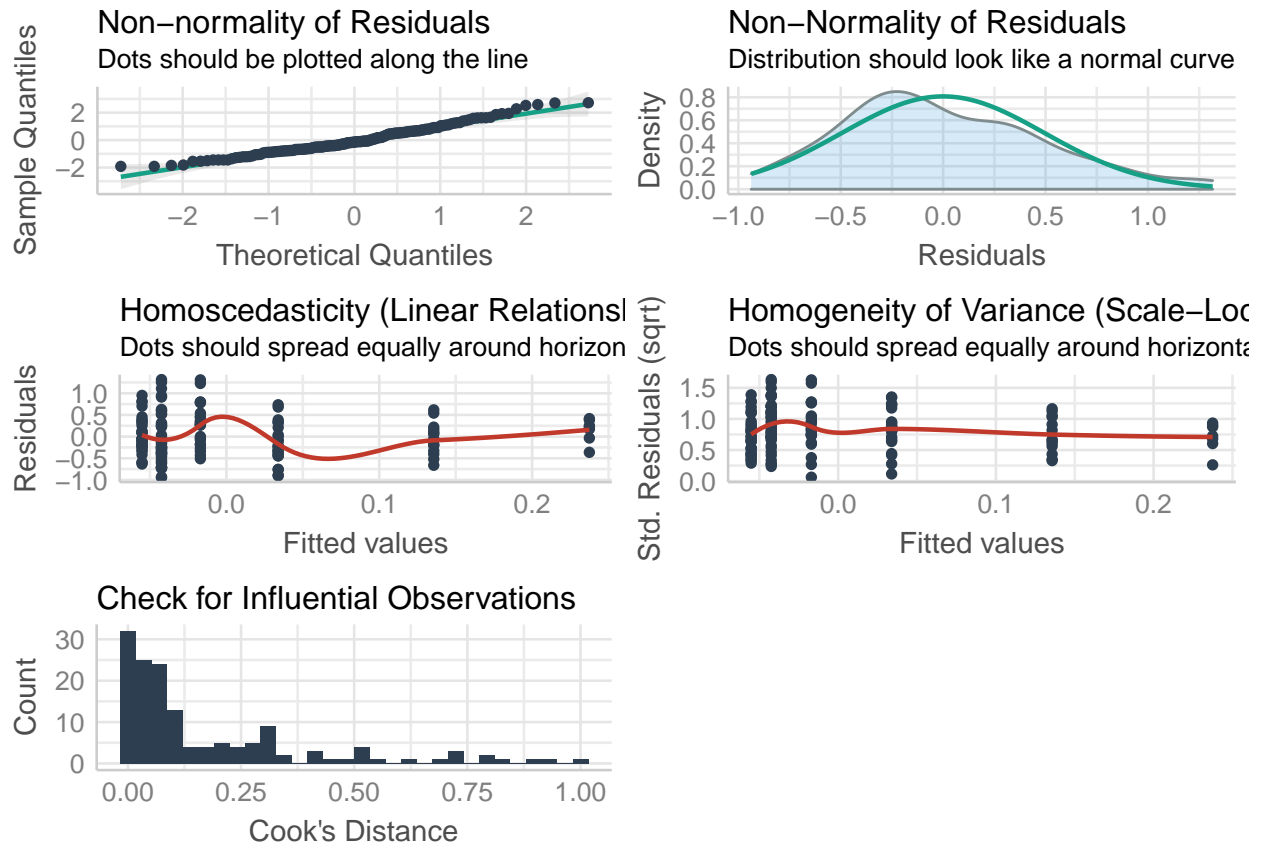 Non−normality of Residuals
Dots should be plotted along the line
Sample Quantiles
2
0
−2
−2
−1
0
1
2
Theoretical Quantiles
Non−Normality of Residuals
Distribution should look like a normal curve
Density
0.8
0.6
0.4
0.2
0.0
−1.0
−0.5
0.0
0.5
1.0
Residuals
Homoscedasticity (Linear Relationsl
Dots should spread equally around horizon
Residuals
1.0
0.5
0.0
−0.5
−1.0
0.0
0.1
0.2
Fitted values
Homogeneity of Variance (Scale−Loc
Dots should spread equally around horizonta
Std. Residuals (sqrt)
1.5
1.0
0.5
0.0
0.0
0.1
0.2
Fitted values
Check for Influential Observations
Count
30
20
10
0
0.00
0.25
0.50
0.75
1.00
Cook's Distance